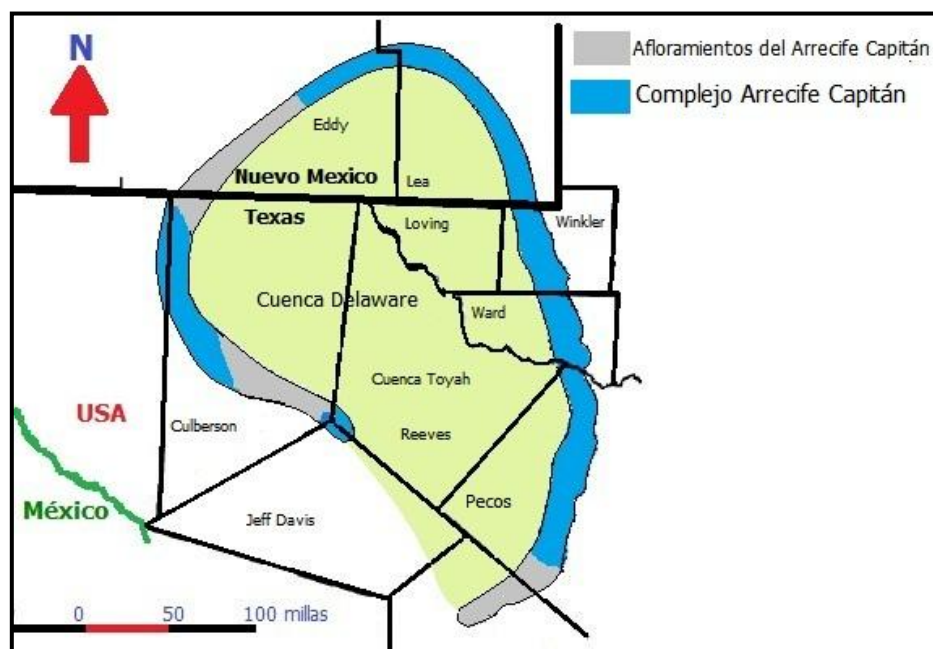 N
Afloramientos del Arrecife Capitán
Complejo Arrecife Capitán
Eddy
Nuevo Mexico
Lea
Texas
Loving
Winkler
Cuenca Delaware
Ward
Cuenca Toyah
USA
Culberson
Reeves
México
Jeff Davis
Pecos
0 50 100 millas